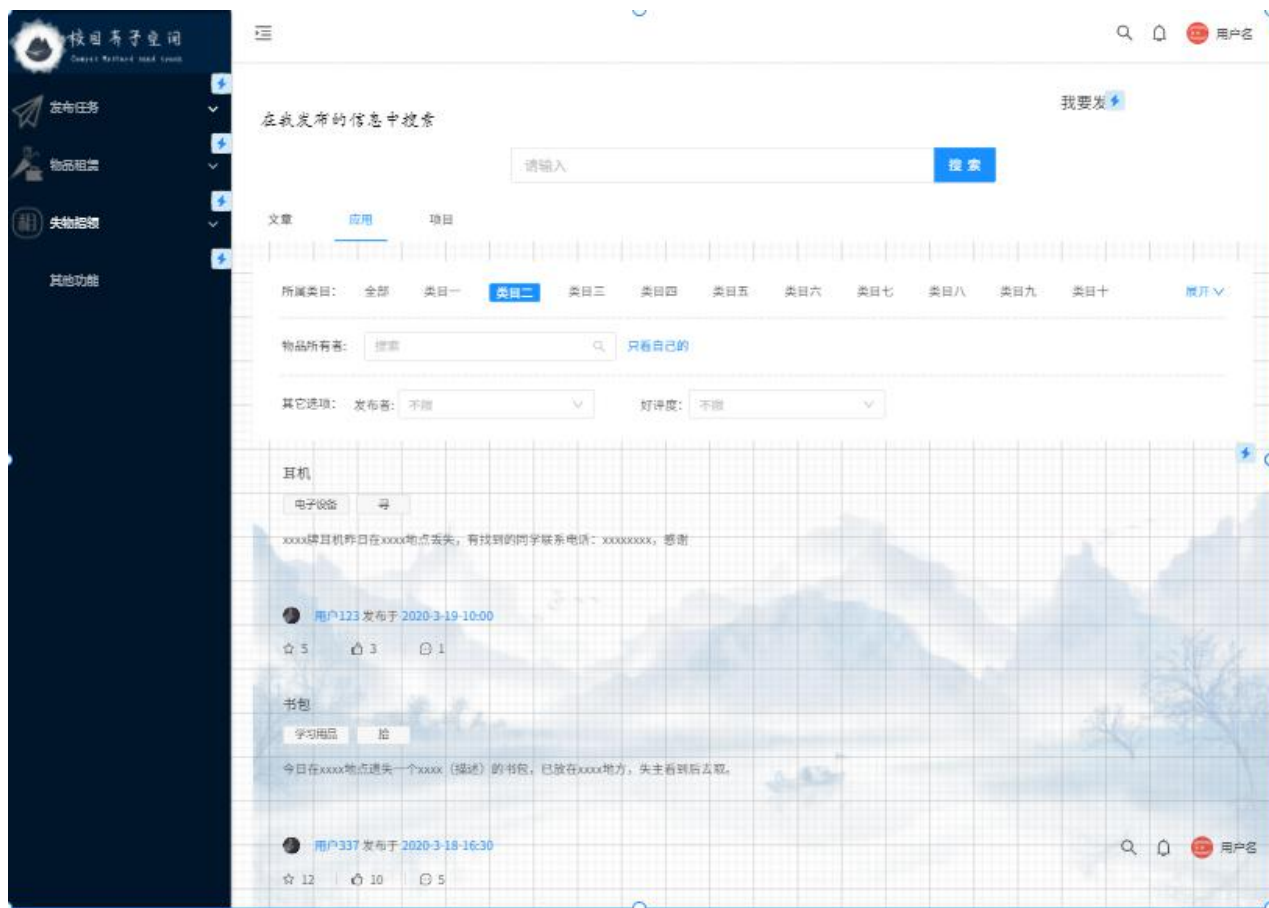 校园有子空间
用户名
发布任务
我要发
在我发布的信息中搜索
物品租赁
请输入
搜 索
失物招领
文章 应用 项目
其他功能
所属类目: 全部 类目一 类目二 类目三 类目四 类目五 类目六 类目七 类目八 类目九 类目十 展开
物品所有者: 搜索 只看自己的
其它选项: 发布者: 不限 好评度: 不限
耳机
电子设备 寻
xxxx牌耳机昨日在xxxx地点丢失，有找到的同学联系电话：xxxxxxxx，感谢
用户123 发布于 2020-3-19-10:00
5 3 1
书包
学习用品 拾
今日在xxxx地点遗失一个xxxx（描述）的书包，已放在xxxx地方，失主看到后去取。
用户337 发布于 2020-3-18-16:30
用户名
12 10 5